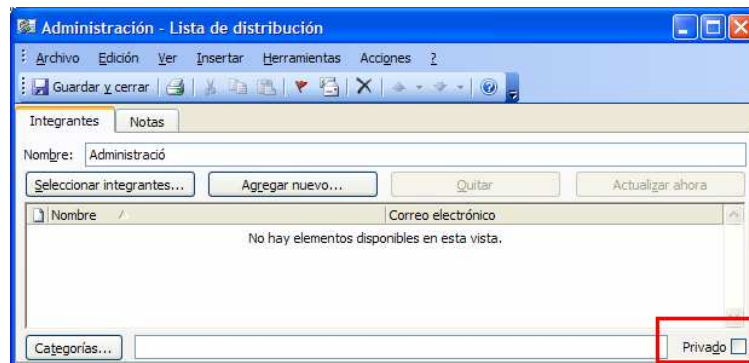 Administración - Lista de distribución
Archivo Edición Ver Insertar Herramientas Acciones ?
Guardar y cerrar
Integrantes Notas
Nombre: Administració
Seleccionar integrantes... Agregar nuevo... Quitar Actualizar ahora
Nombre Correo electrónico
No hay elementos disponibles en esta vista.
Categorías... Privado